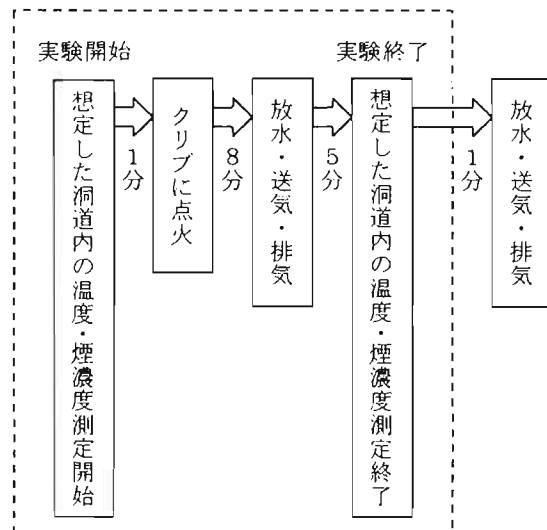 実験開始
実験終了
想定した洞道内の温度・煙濃度測定開始
1分
クリブに点火
8分
放水・送気・排気
5分
想定した洞道内の温度・煙濃度測定終了
1分
放水・送気・排気